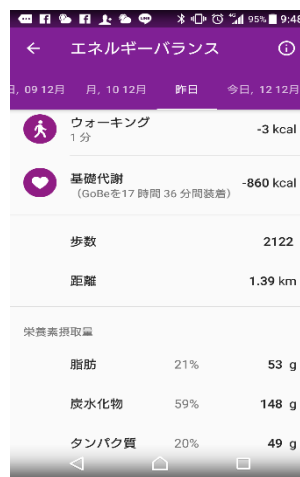 95% 9:48
エネルギーバランス
日, 09 12月 月, 10 12月 昨日 今日, 12 12月
ウォーキング
1 分
-3 kcal
基礎代謝
（GoBeを17 時間 36 分間装着）
-860 kcal
歩数 2122
距離 1.39 km
栄養素摂取量
脂肪 21% 53 g
炭水化物 59% 148 g
タンパク質 20% 49 g